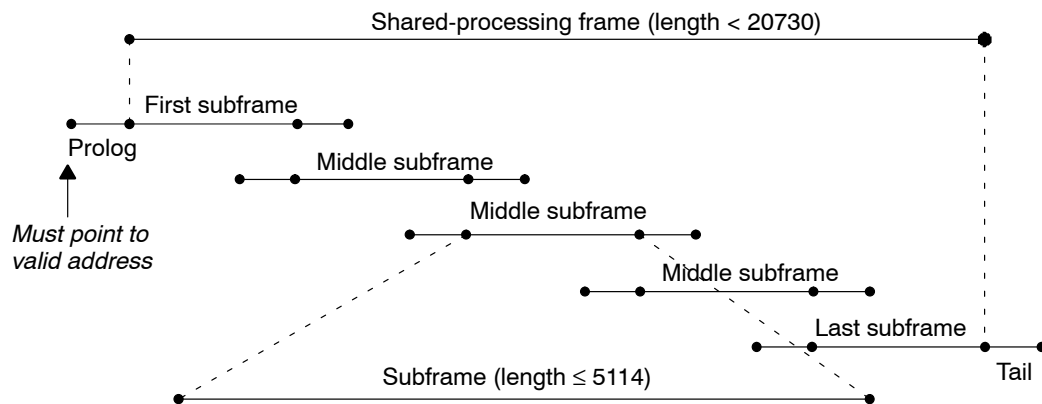 Shared-processing frame (length < 20730)
First subframe
Prolog
Middle subframe
Must point to
valid address
Middle subframe
Middle subframe
Last subframe
Tail
Subframe (length ≤ 5114)